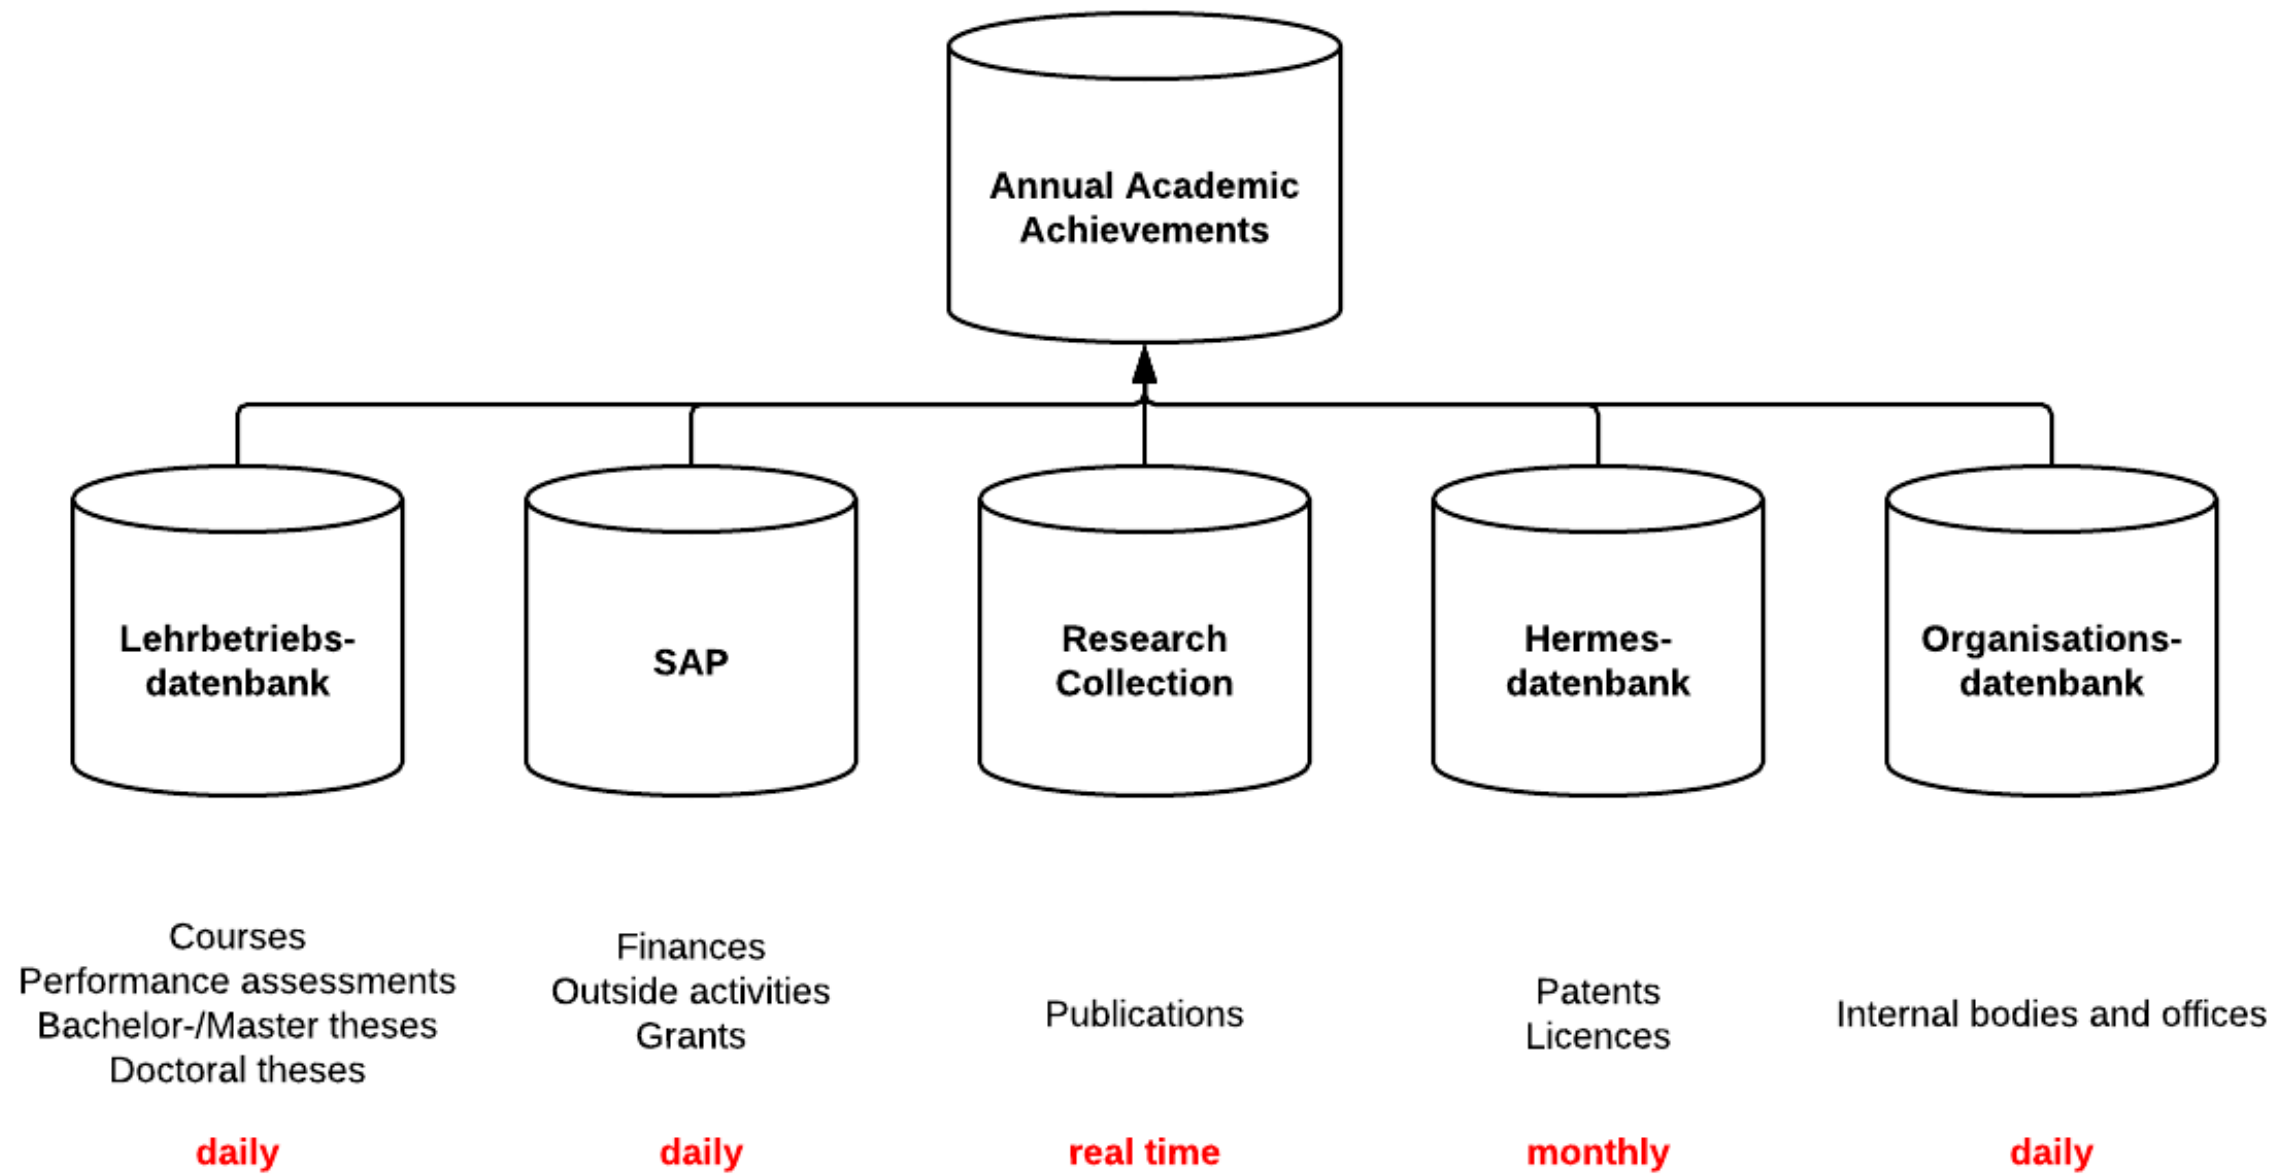 Annual Academic
Achievements
Lehrbetriebs-
datenbank
SAP
Research
Collection
Hermes-
datenbank
Organisations-
datenbank
Courses
Performance assessments
Bachelor-/Master theses
Doctoral theses
Finances
Outside activities
Grants
Publications
Patents
Licences
Internal bodies and offices
daily
daily
real time
monthly
daily